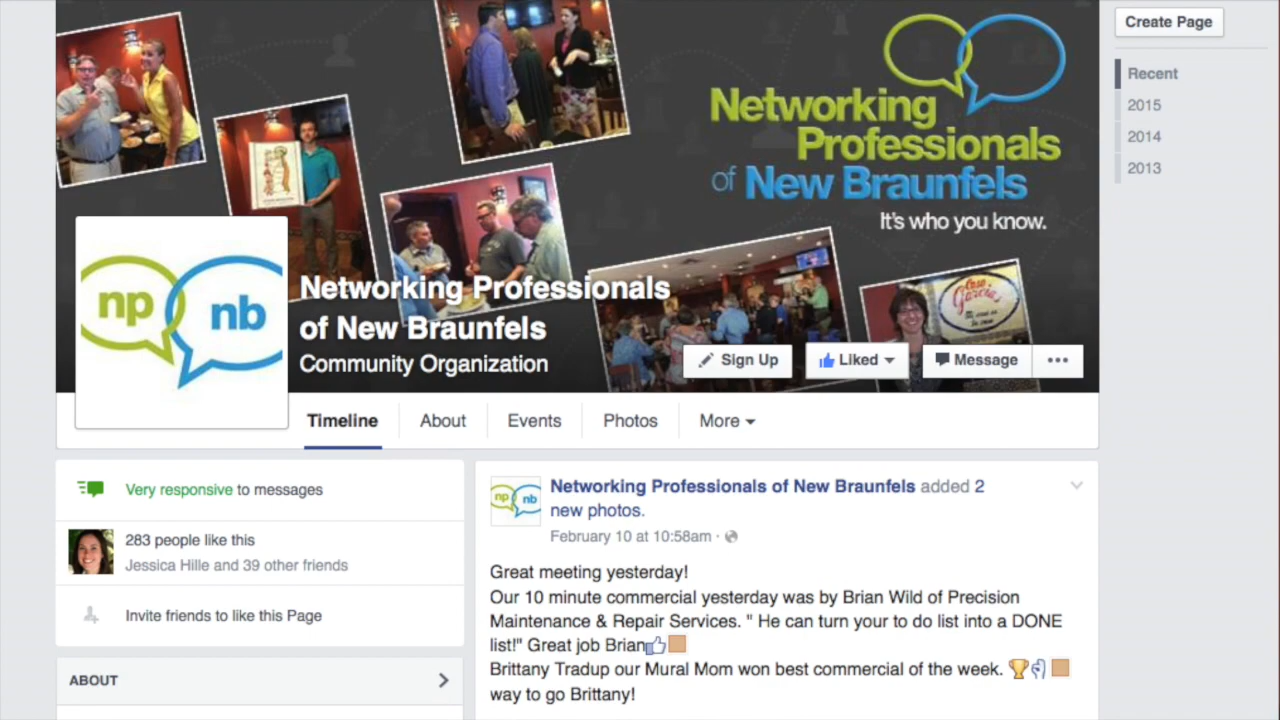 Create Page
Recent
2015
2014
2013
Networking
Professionals
of New Braunfels
It's who you know.
np nb
Networking Professionals
of New Braunfels
Community Organization
Sign Up
Liked
Message
Timeline
About
Events
Photos
More
Very responsive to messages
283 people like this
Jessica Hille and 39 other friends
Invite friends to like this Page
ABOUT
np nb
Networking Professionals of New Braunfels added 2
new photos.
February 10 at 10:58am ·
Great meeting yesterday!
Our 10 minute commercial yesterday was by Brian Wild of Precision
Maintenance & Repair Services. " He can turn your to do list into a DONE
list!" Great job Brian
Brittany Tradup our Mural Mom won best commercial of the week.
way to go Brittany!